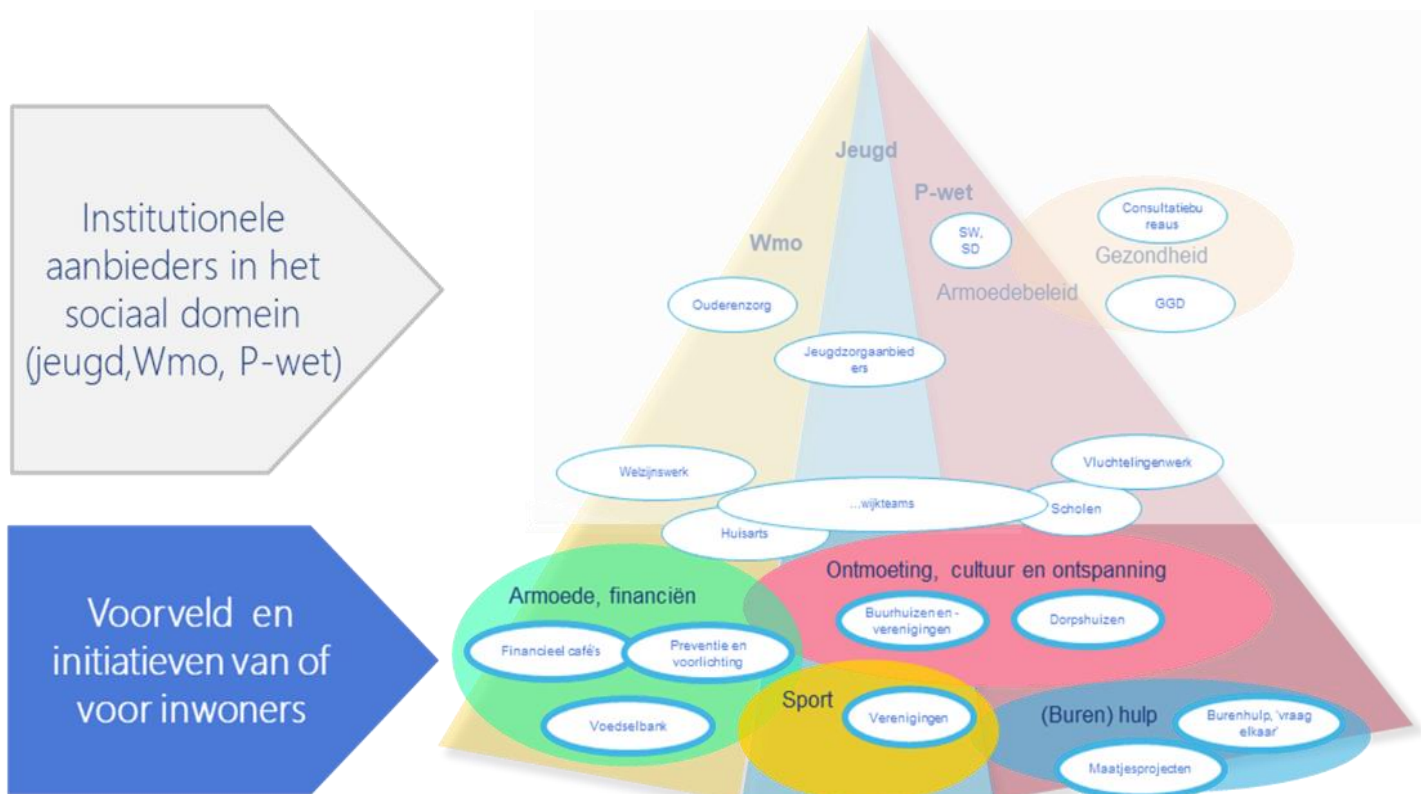 Institutionele
aanbieders in het
sociaal domein
(jeugd,Wmo, P-wet)
Voorveld en
initiatieven van of
voor inwoners
Jeugd
P-wet
Wmo
SW,
SD
Consultatiebu
reaus
Gezondheid
Armoedebeleid
GGD
Ouderenzorg
Jeugdzorgaanbied
ers
Welzijnswerk
Vluchtelingenwerk
...wijkteams
Scholen
Huisarts
Armoede, financiën
Financieel café's
Preventie en
voorlichting
Voedselbank
Ontmoeting, cultuur en ontspanning
Buurhuizen en -
verenigingen
Dorpshuizen
Sport
Verenigingen
(Buren) hulp
Burenhulp, 'vraag
elkaar'
Maatjesprojecten